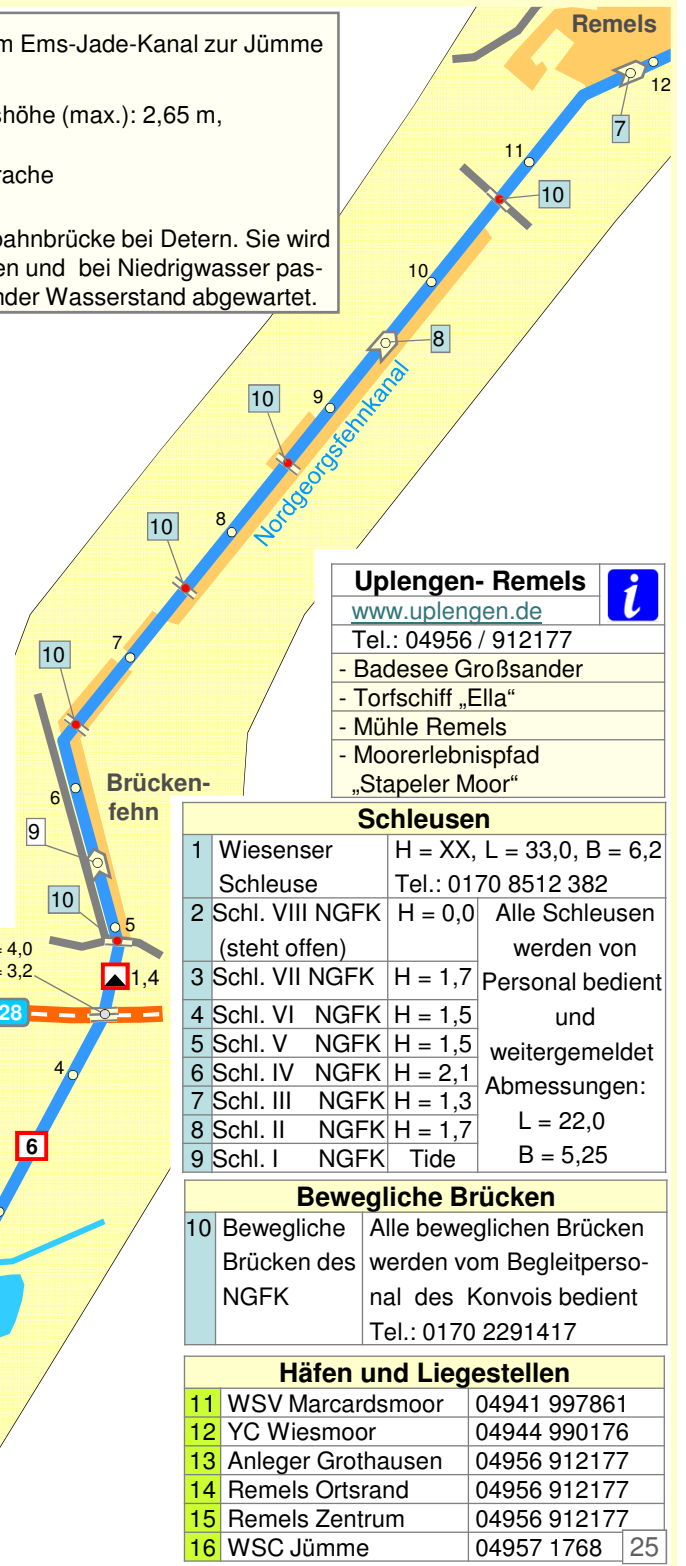 m Ems-Jade-Kanal zur Jümme
shöhe (max.): 2,65 m,
rache
bahnbrücke bei Detern. Sie wird
en und bei Niedrigwasser pas-
nder Wasserstand abgewartet.
Remels
12
7
11
10
10
8
9
10
Nordgeorgsfehnkanal
8
10
7
10
Brücken-
fehn
6
9
10
5
= 4,0
= 3,2
1,4
28
4
6
Uplengen- Remels
i
www.uplengen.de
Tel.: 04956 / 912177
- Badesee Großsander
- Torfschiff „Ella“
- Mühle Remels
- Moorerlebnispfad
„Stapeler Moor“
Schleusen
1 Wiesenser H = XX, L = 33,0, B = 6,2
Schleuse Tel.: 0170 8512 382
2 Schl. VIII NGFK H = 0,0 Alle Schleusen
(steht offen) werden von
3 Schl. VII NGFK H = 1,7 Personal bedient
4 Schl. VI NGFK H = 1,5 und
5 Schl. V NGFK H = 1,5 weitergemeldet
6 Schl. IV NGFK H = 2,1 Abmessungen:
7 Schl. III NGFK H = 1,3 L = 22,0
8 Schl. II NGFK H = 1,7
9 Schl. I NGFK Tide B = 5,25
Bewegliche Brücken
10 Bewegliche Alle beweglichen Brücken
Brücken des werden vom Begleitperso-
NGFK nal des Konvois bedient
Tel.: 0170 2291417
Häfen und Liegestellen
11 WSV Marcardsmoor 04941 997861
12 YC Wiesmoor 04944 990176
13 Anleger Grothausen 04956 912177
14 Remels Ortsrand 04956 912177
15 Remels Zentrum 04956 912177
16 WSC Jümme 04957 1768
25